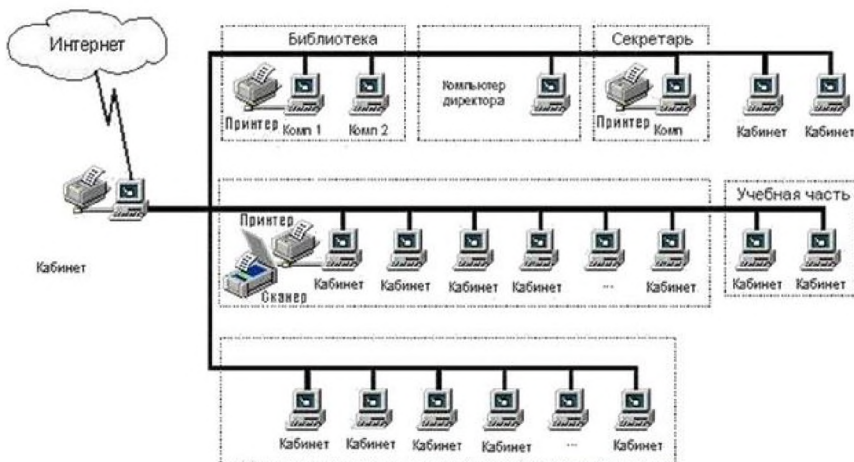 Интернет
Библиотека
Секретарь
Принтер
Комп 1
Комп 2
Компьютер
директора
Принтер
Комп
Кабинет
Кабинет
Кабинет
Принтер
Сканер
Кабинет
Кабинет
Кабинет
Кабинет
...
Кабинет
Учебная часть
Кабинет
Кабинет
Кабинет
Кабинет
Кабинет
Кабинет
...
Кабинет